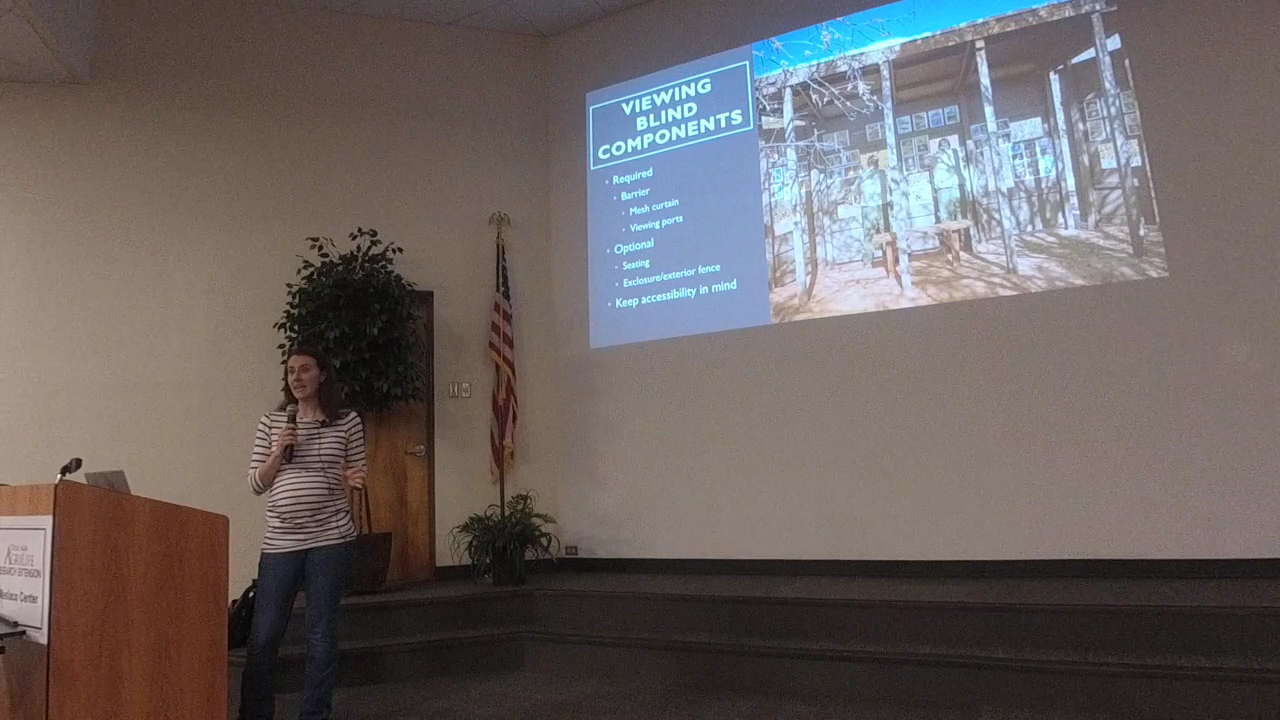 VIEWING
BLIND
COMPONENTS
Required
Barrier
Mesh curtain
Viewing ports
Optional
Seating
Exclosure/exterior fence
Keep accessibility in mind
AGRILIFE
Center